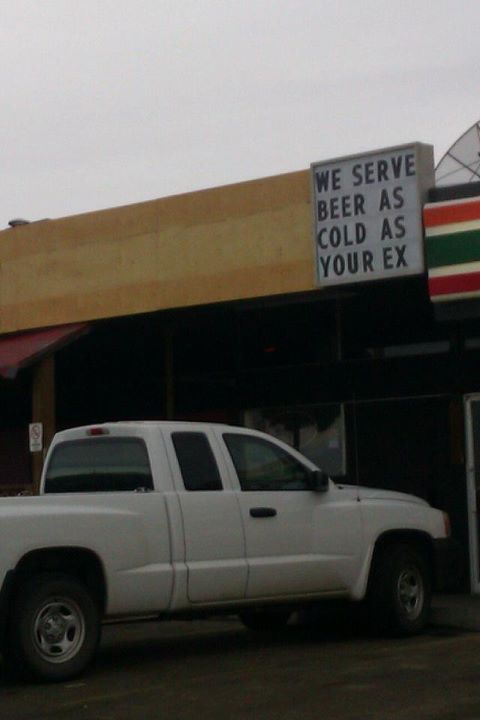 WE SERVE
BEER AS
COLD AS
YOUR EX